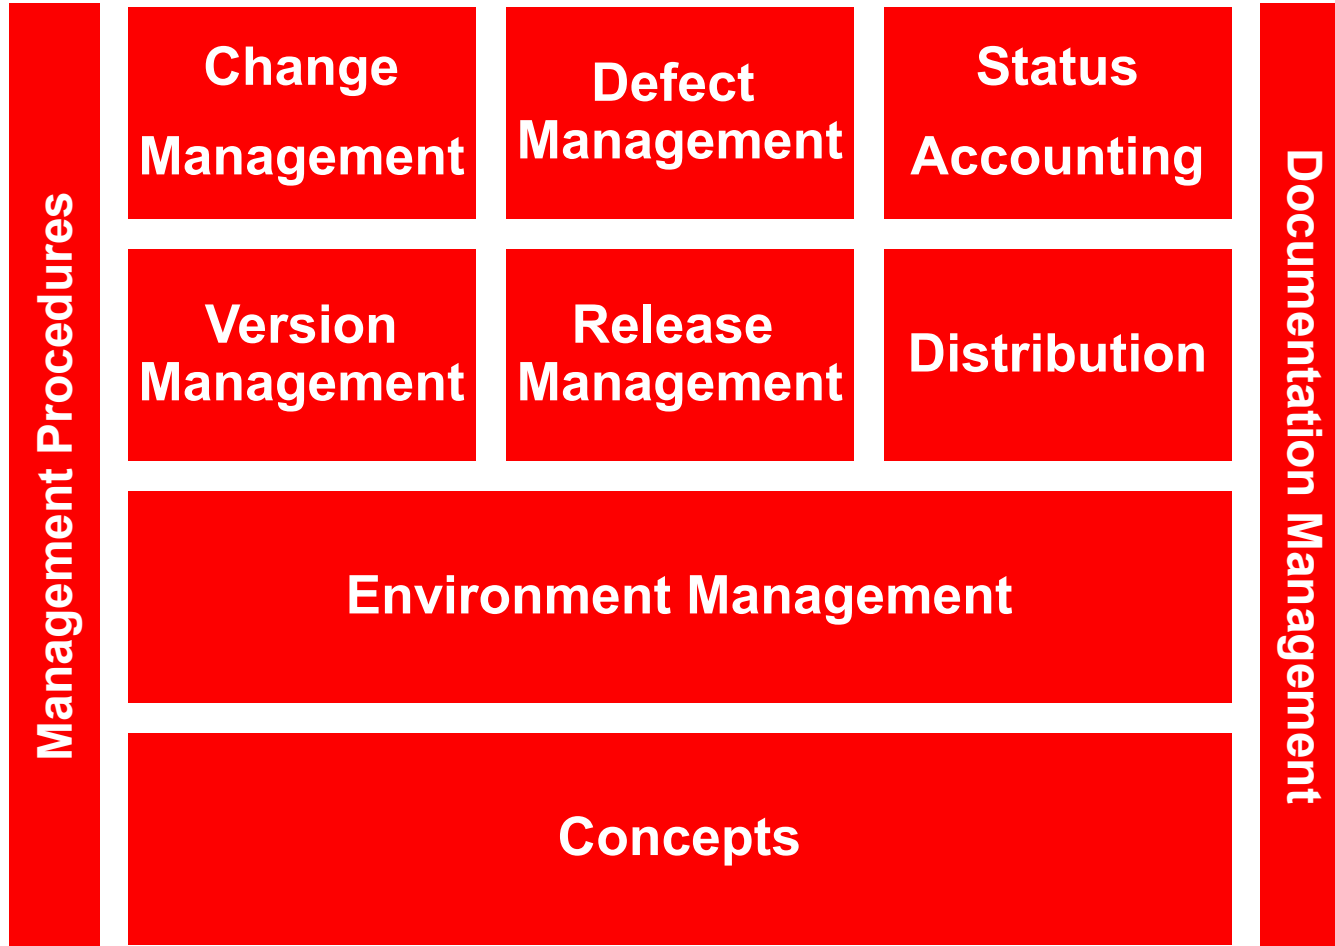 Management Procedures
Change
Management
Defect
Management
Status
Accounting
Version
Management
Release
Management
Distribution
Environment Management
Concepts
Documentation Management